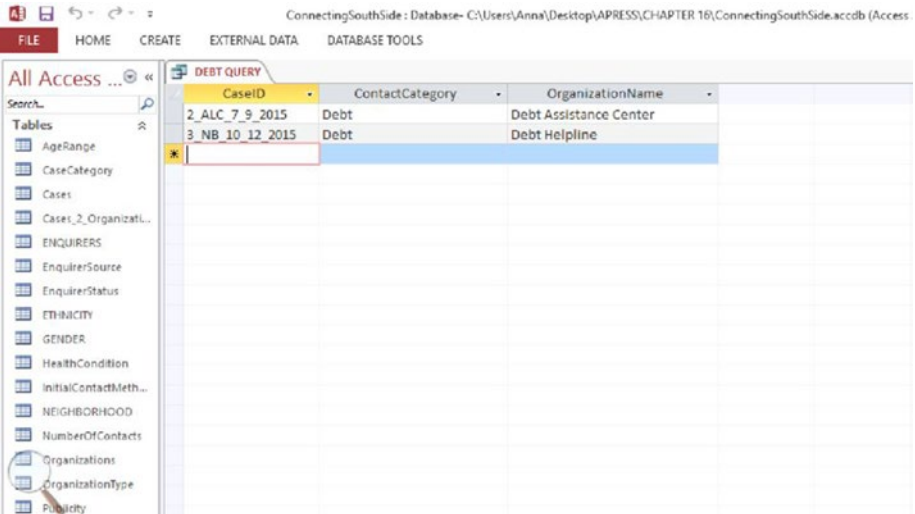 ConnectingSouthSide : Database- C:\Users\Anna\Desktop\APRESS\CHAPTER 16\ConnectingSouthSide.accdb (Access
FILE HOME CREATE EXTERNAL DATA DATABASE TOOLS
All Access ...
Search...
Tables
AgeRange
CaseCategory
Cases
Cases_2_Organizati...
ENQUIRERS
EnquirerSource
EnquirerStatus
ETHNICITY
GENDER
HealthCondition
InitialContactMeth...
NEIGHBORHOOD
NumberOfContacts
Organizations
OrganizationType
Publicity
DEBT QUERY
CaseID ContactCategory OrganizationName
2_ALC_7_9_2015 Debt Debt Assistance Center
3_NB_10_12_2015 Debt Debt Helpline